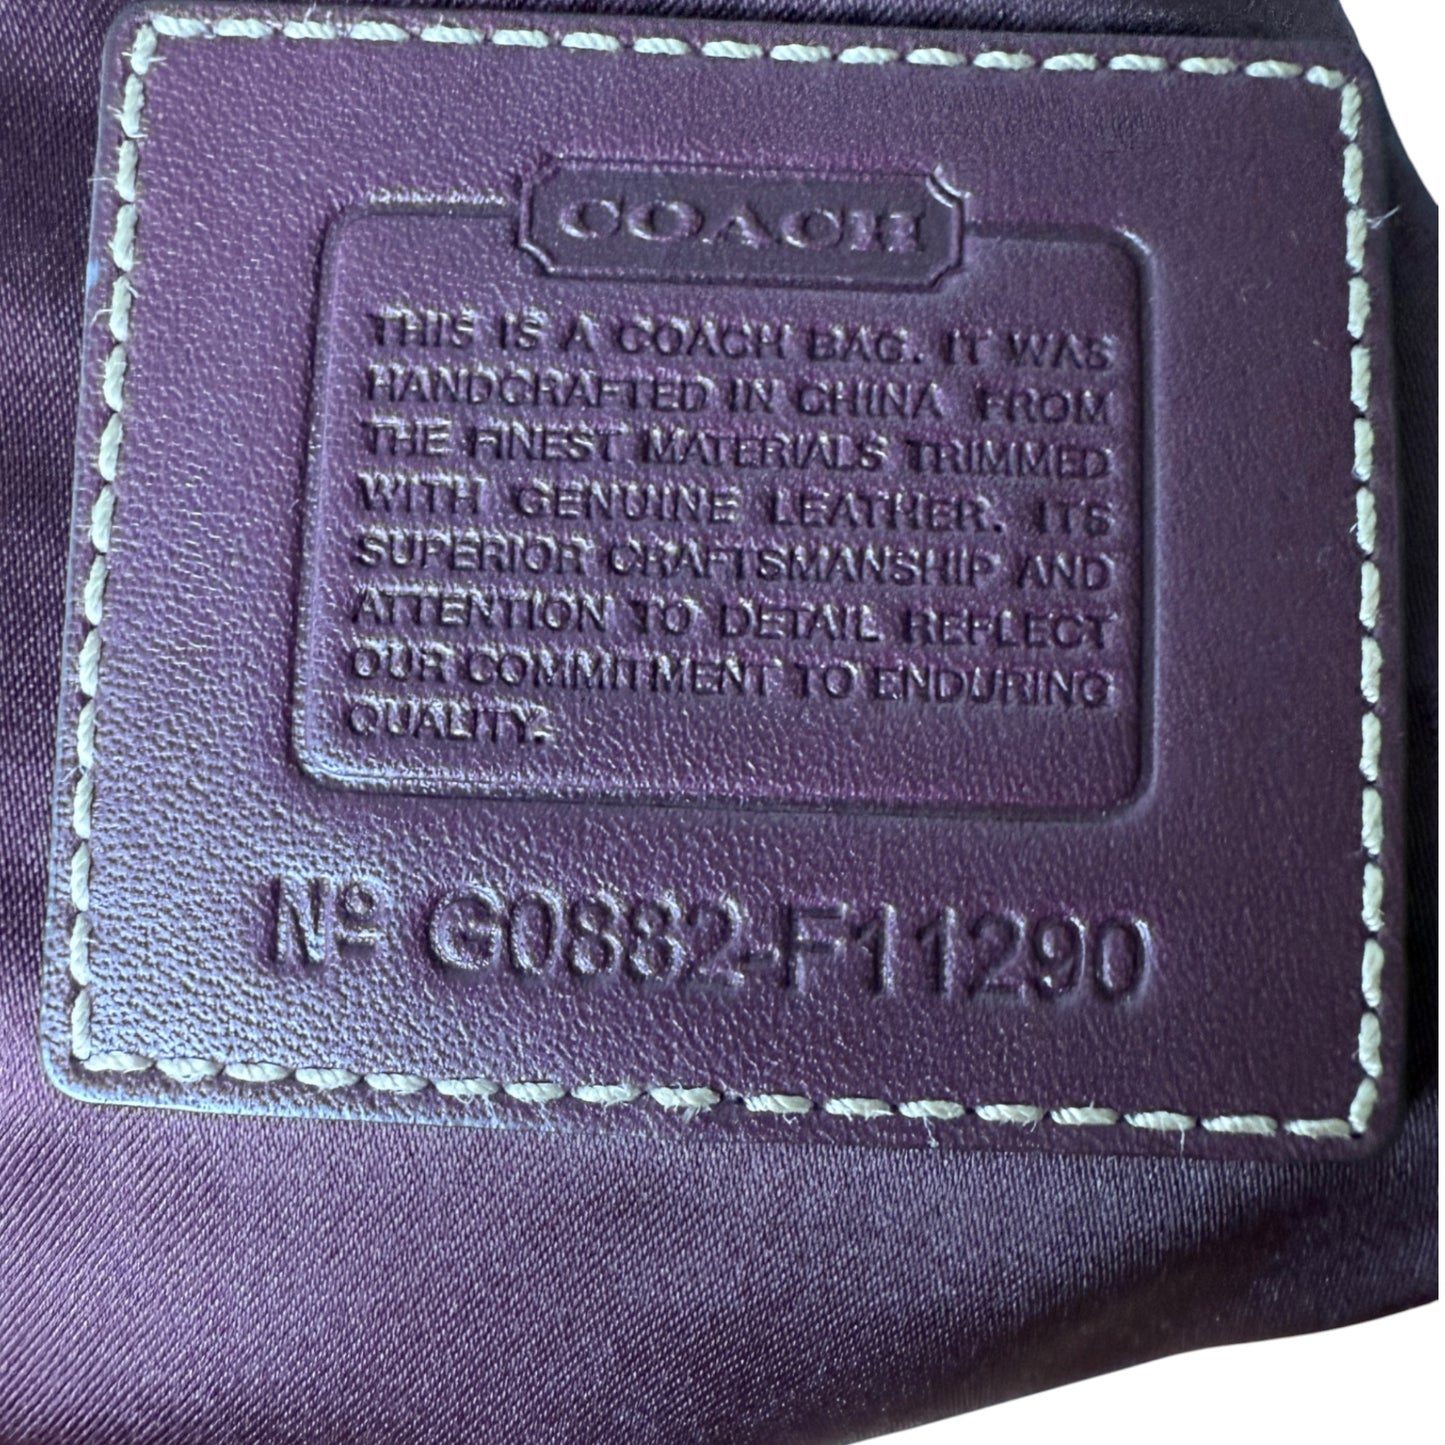 COACH
THIS IS A COACH BAG. IT WAS
HANDCRAFTED IN CHINA FROM
THE FINEST MATERIALS TRIMMED
WITH GENUINE LEATHER. ITS
SUPERIOR CRAFTSMANSHIP AND
ATTENTION TO DETAIL REFLECT
OUR COMMITMENT TO ENDURING
QUALITY.
Nº G0882-F11290